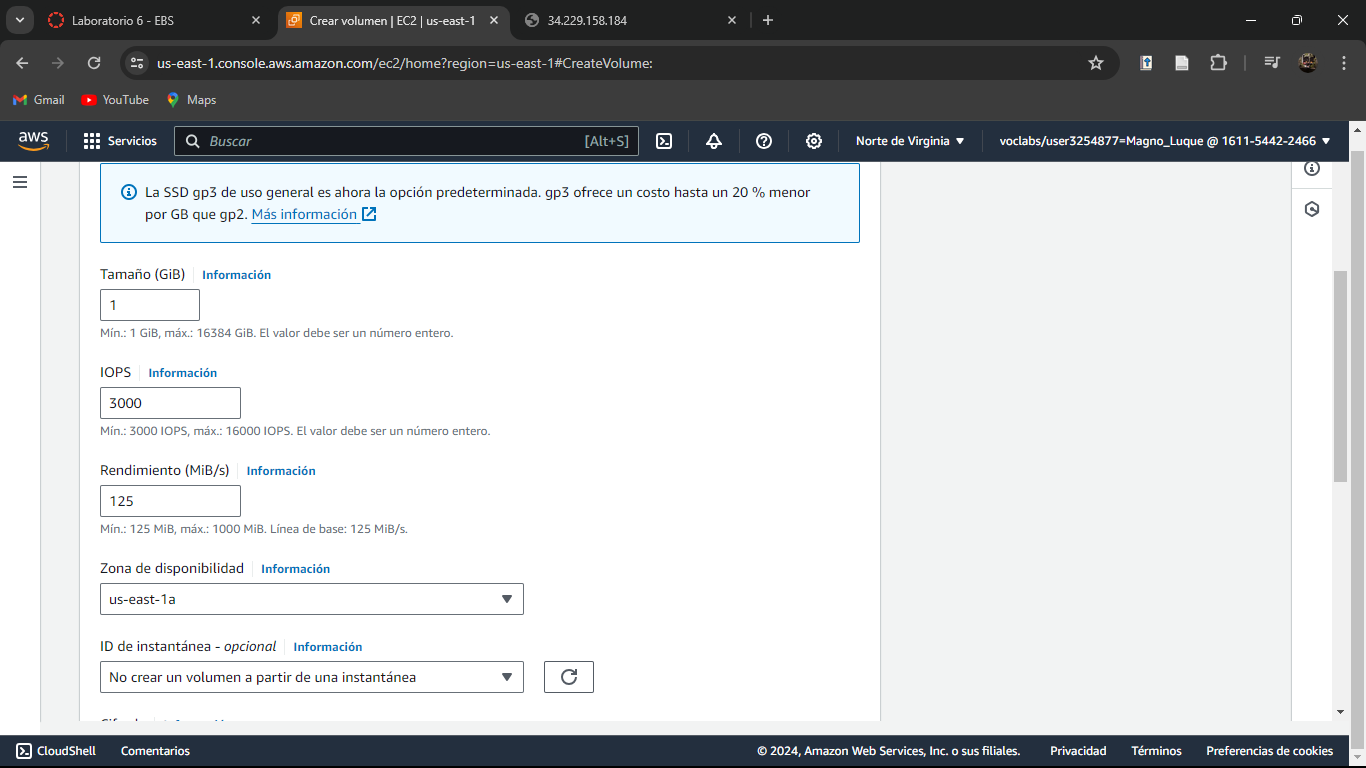 Laboratorio 6 - EBS
Crear volumen | EC2 | us-east-1
34.229.158.184
us-east-1.console.aws.amazon.com/ec2/home?region=us-east-1#CreateVolume:
Gmail
YouTube
Maps
aws
Servicios
Buscar
[Alt+S]
Norte de Virginia
voclabs/user3254877=Magno_Luque @ 1611-5442-2466
La SSD gp3 de uso general es ahora la opción predeterminada. gp3 ofrece un costo hasta un 20 % menor
por GB que gp2. Más información
Tamaño (GiB) Información
1
Mín.: 1 GiB, máx.: 16384 GiB. El valor debe ser un número entero.
IOPS Información
3000
Mín.: 3000 IOPS, máx.: 16000 IOPS. El valor debe ser un número entero.
Rendimiento (MiB/s) Información
125
Mín.: 125 MiB, máx.: 1000 MiB. Línea de base: 125 MiB/s.
Zona de disponibilidad Información
us-east-1a
ID de instantánea - opcional Información
No crear un volumen a partir de una instantánea
CloudShell
Comentarios
© 2024, Amazon Web Services, Inc. o sus filiales.
Privacidad
Términos
Preferencias de cookies